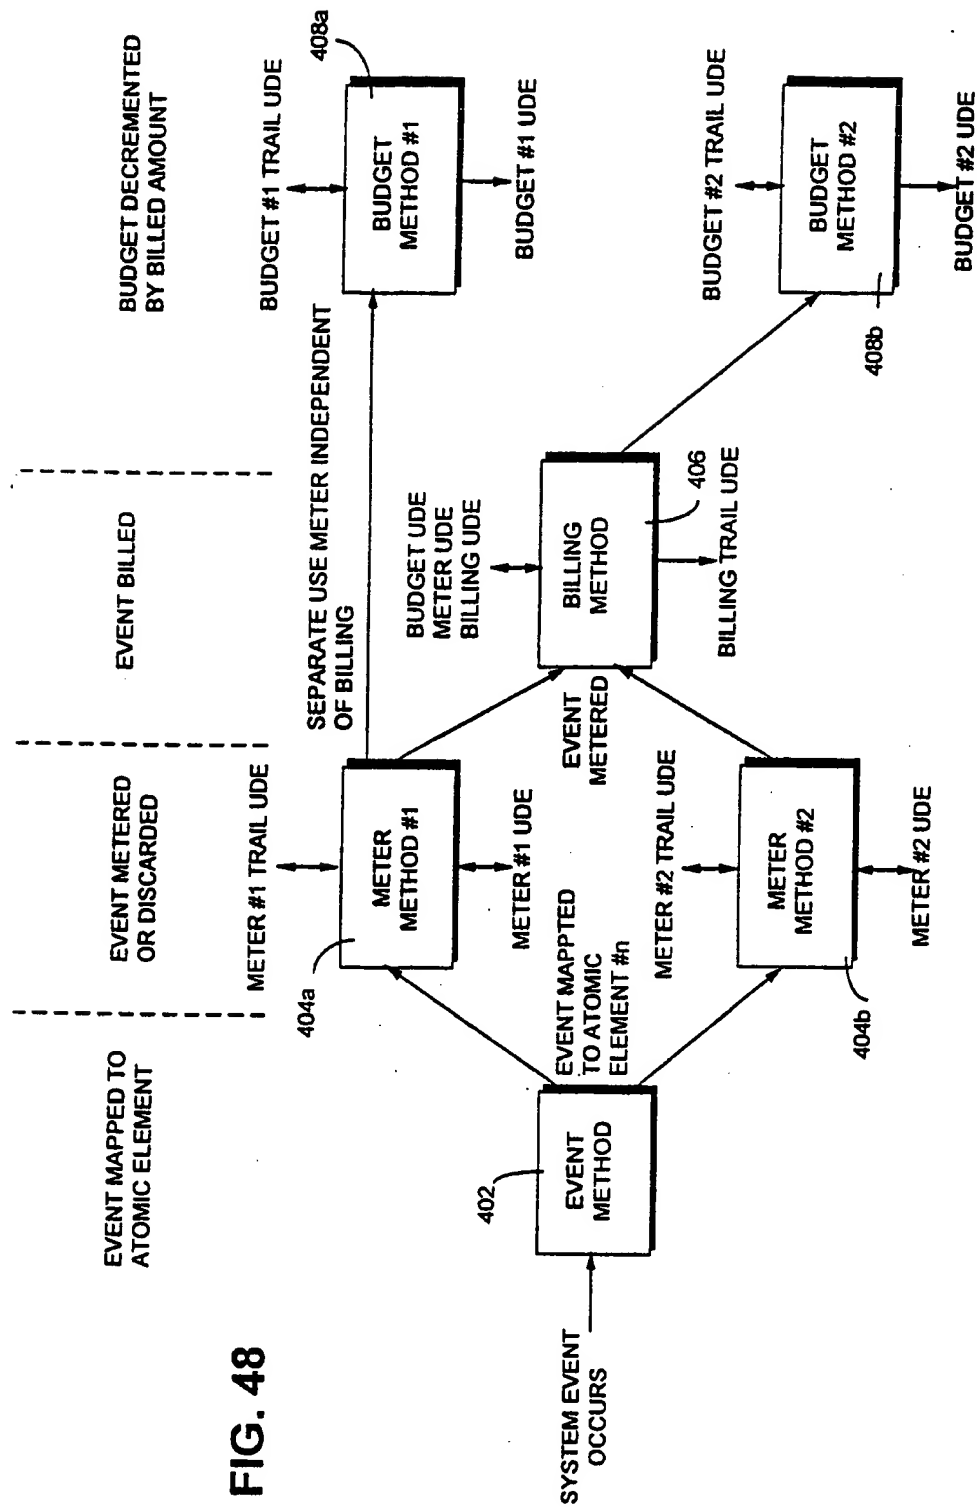 FIG. 48
EVENT MAPPED TO
ATOMIC ELEMENT
EVENT METERED
OR DISCARDED
EVENT BILLED
BUDGET DECREMENTED
BY BILLED AMOUNT
SYSTEM EVENT
OCCURS
402
EVENT
METHOD
EVENT MAPPTED
TO ATOMIC
ELEMENT #n
METER #1 TRAIL UDE
404a
METER
METHOD #1
METER #1 UDE
METER #2 TRAIL UDE
METER
METHOD #2
404b
METER #2 UDE
SEPARATE USE METER INDEPENDENT
OF BILLING
EVENT
METERED
BUDGET UDE
METER UDE
BILLING UDE
BILLING
METHOD
406
BILLING TRAIL UDE
BUDGET #1 TRAIL UDE
408a
BUDGET
METHOD #1
BUDGET #1 UDE
BUDGET #2 TRAIL UDE
BUDGET
METHOD #2
408b
BUDGET #2 UDE